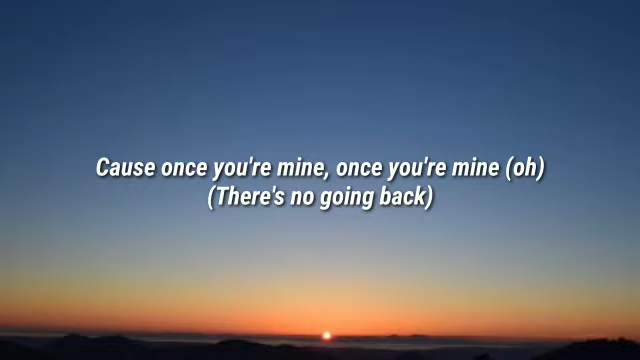 Cause once you're mine, once you're mine (oh)
(There's no going back)